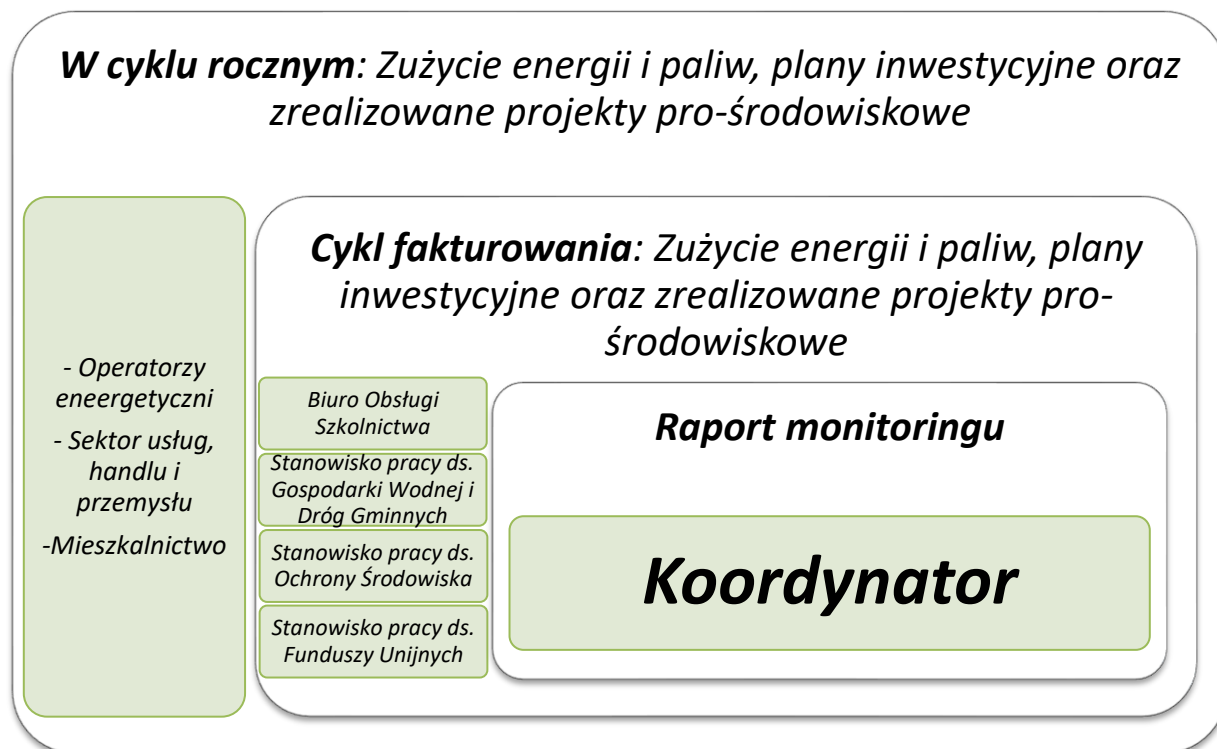 W cyklu rocznym: Zużycie energii i paliw, plany inwestycyjne oraz
zrealizowane projekty pro-środowiskowe
- Operatorzy
eneergetyczni
- Sektor usług,
handlu i
przemysłu
-Mieszkalnictwo
Cykl fakturowania: Zużycie energii i paliw, plany
inwestycyjne oraz zrealizowane projekty pro-
środowiskowe
Biuro Obsługi
Szkolnictwa
Stanowisko pracy ds.
Gospodarki Wodnej i
Dróg Gminnych
Stanowisko pracy ds.
Ochrony Środowiska
Stanowisko pracy ds.
Funduszy Unijnych
Raport monitoringu
Koordynator